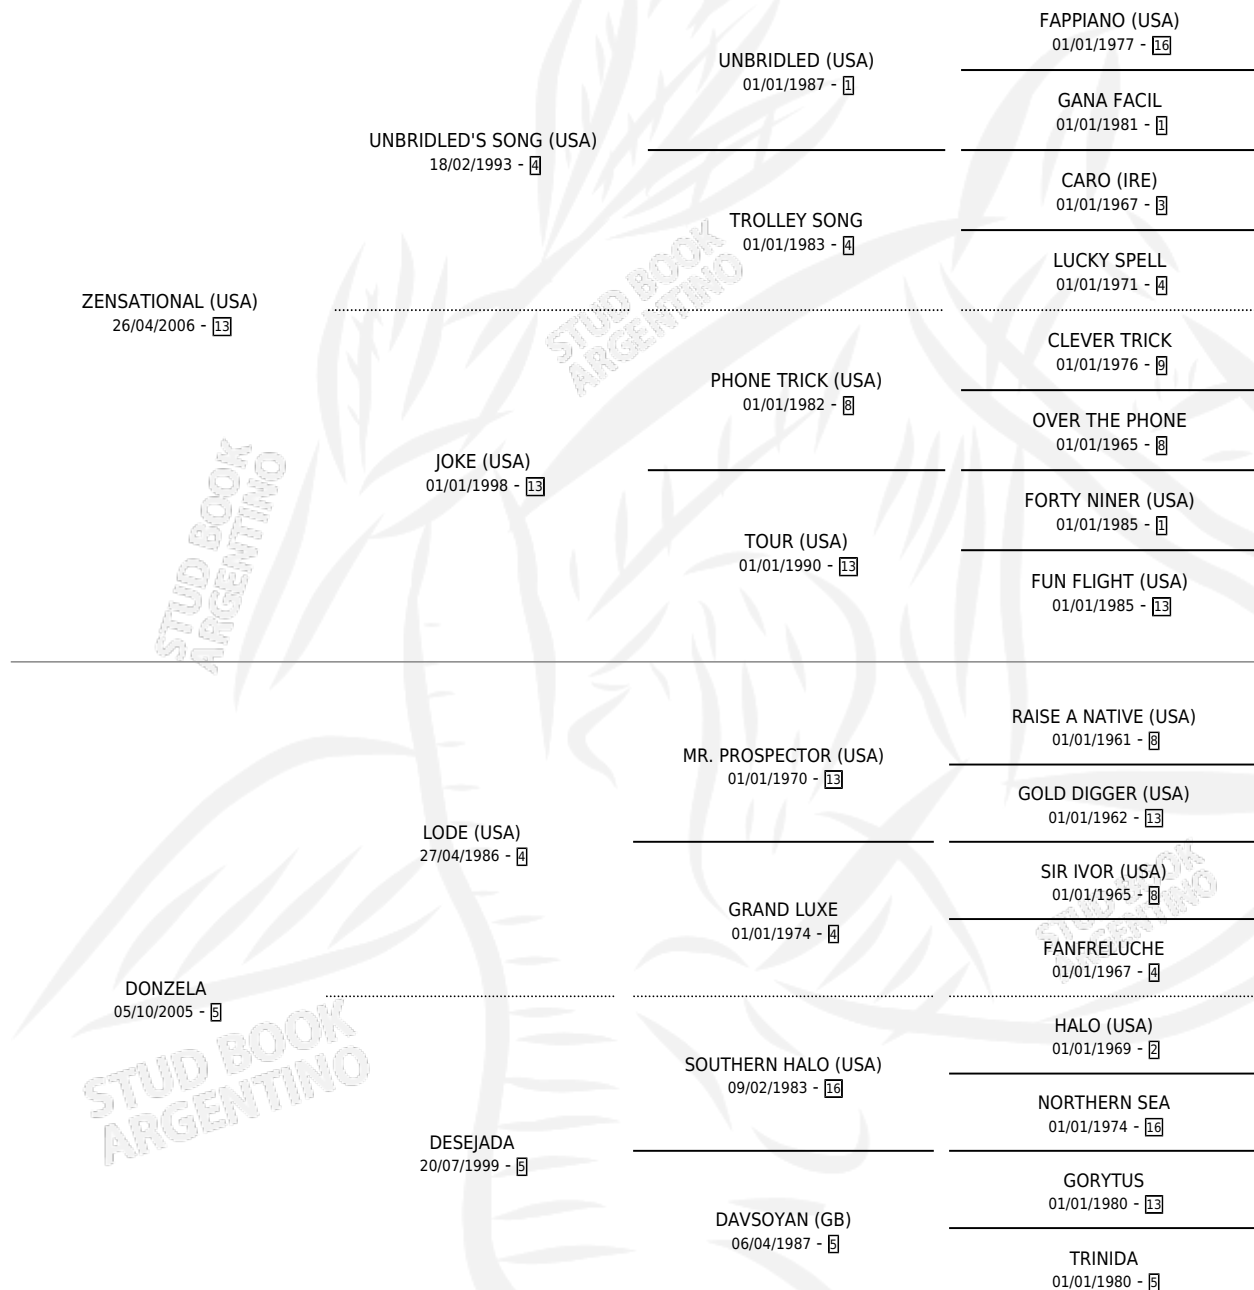 FAPPIANO (USA)
01/01/1977 - 16
UNBRIDLED (USA)
01/01/1987 - 1
GANA FACIL
01/01/1981 - 1
UNBRIDLED'S SONG (USA)
18/02/1993 - 4
CARO (IRE)
01/01/1967 - 3
TROLLEY SONG
01/01/1983 - 4
LUCKY SPELL
01/01/1971 - 4
ZENSATIONAL (USA)
26/04/2006 - 13
STUD BOOK
ARGENTINO
CLEVER TRICK
01/01/1976 - 9
PHONE TRICK (USA)
01/01/1982 - 8
OVER THE PHONE
01/01/1965 - 8
JOKE (USA)
01/01/1998 - 13
STUD BOOK
ARGENTINO
FORTY NINER (USA)
01/01/1985 - 1
TOUR (USA)
01/01/1990 - 13
FUN FLIGHT (USA)
01/01/1985 - 13
RAISE A NATIVE (USA)
01/01/1961 - 8
MR. PROSPECTOR (USA)
01/01/1970 - 13
GOLD DIGGER (USA)
01/01/1962 - 13
LODE (USA)
27/04/1986 - 4
SIR IVOR (USA)
01/01/1965 - 8
STUD BOOK
ARGENTINO
GRAND LUXE
01/01/1974 - 4
FANFRELUCHE
01/01/1967 - 4
DONZELA
05/10/2005 - 5
STUD BOOK
ARGENTINO
HALO (USA)
01/01/1969 - 2
SOUTHERN HALO (USA)
09/02/1983 - 16
NORTHERN SEA
01/01/1974 - 16
DESEJADA
20/07/1999 - 5
GORYTUS
01/01/1980 - 13
DAVSOYAN (GB)
06/04/1987 - 5
TRINIDA
01/01/1980 - 5